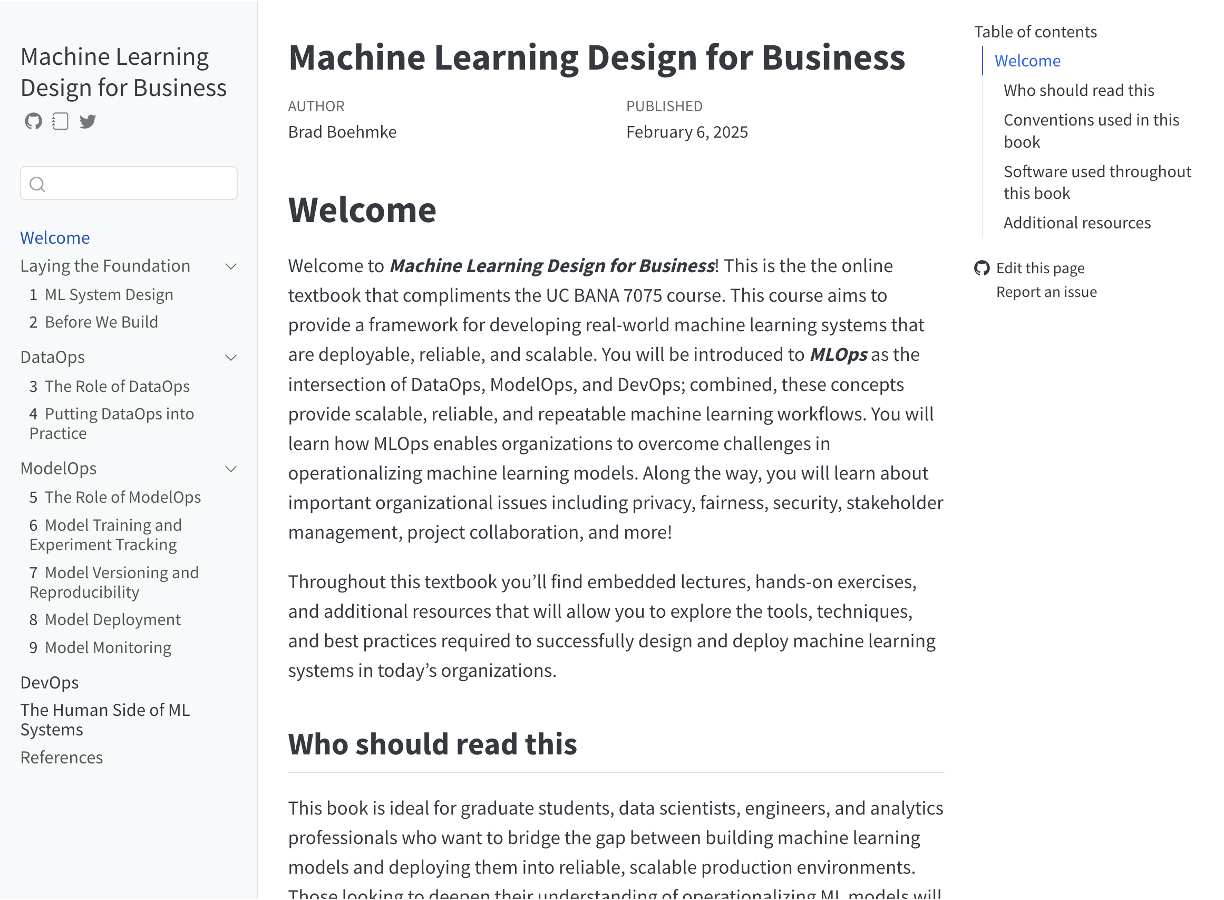 Machine Learning
Design for Business
Welcome
Laying the Foundation
1 ML System Design
2 Before We Build
DataOps
3 The Role of DataOps
4 Putting DataOps into
Practice
ModelOps
5 The Role of ModelOps
6 Model Training and
Experiment Tracking
7 Model Versioning and
Reproducibility
8 Model Deployment
9 Model Monitoring
DevOps
The Human Side of ML
Systems
References
Machine Learning Design for Business
AUTHOR
Brad Boehmke
PUBLISHED
February 6, 2025
Welcome
Welcome to Machine Learning Design for Business! This is the the online
textbook that compliments the UC BANA 7075 course. This course aims to
provide a framework for developing real-world machine learning systems that
are deployable, reliable, and scalable. You will be introduced to MLOps as the
intersection of DataOps, ModelOps, and DevOps; combined, these concepts
provide scalable, reliable, and repeatable machine learning workflows. You will
learn how MLOps enables organizations to overcome challenges in
operationalizing machine learning models. Along the way, you will learn about
important organizational issues including privacy, fairness, security, stakeholder
management, project collaboration, and more!
Throughout this textbook you’ll find embedded lectures, hands-on exercises,
and additional resources that will allow you to explore the tools, techniques,
and best practices required to successfully design and deploy machine learning
systems in today’s organizations.
Who should read this
This book is ideal for graduate students, data scientists, engineers, and analytics
professionals who want to bridge the gap between building machine learning
models and deploying them into reliable, scalable production environments.
Those looking to deepen their understanding of operationalizing ML models will
Table of contents
Welcome
Who should read this
Conventions used in this
book
Software used throughout
this book
Additional resources
Edit this page
Report an issue